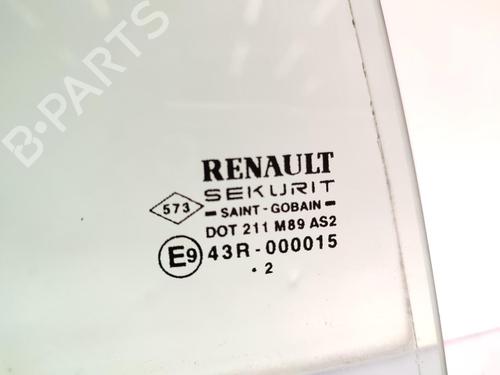 B-PARTS
RENAULT
SEKURIT
573
SAINT-GOBAIN
DOT 211 M89 AS2
E9 43R-000015
. 2